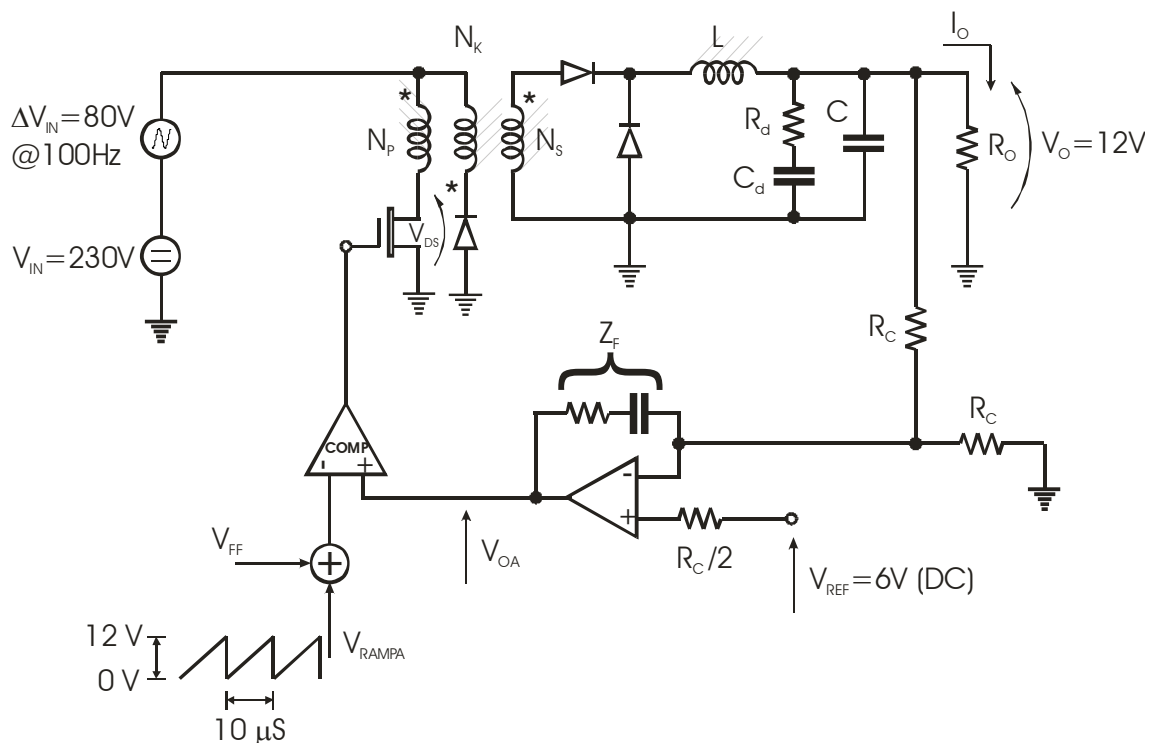 I_O
N_K
L
ΔV_IN=80V
@100Hz
*
*
N_P
N_S
R_d
C
C_d
R_O
V_O=12V
*
V_DS
V_IN=230V
R_C
Z_F
R_C
COMP
-
+
-
+
V_FF
+
V_OA
R_C/2
V_REF=6V (DC)
12 V
0 V
V_RAMPA
10 µS